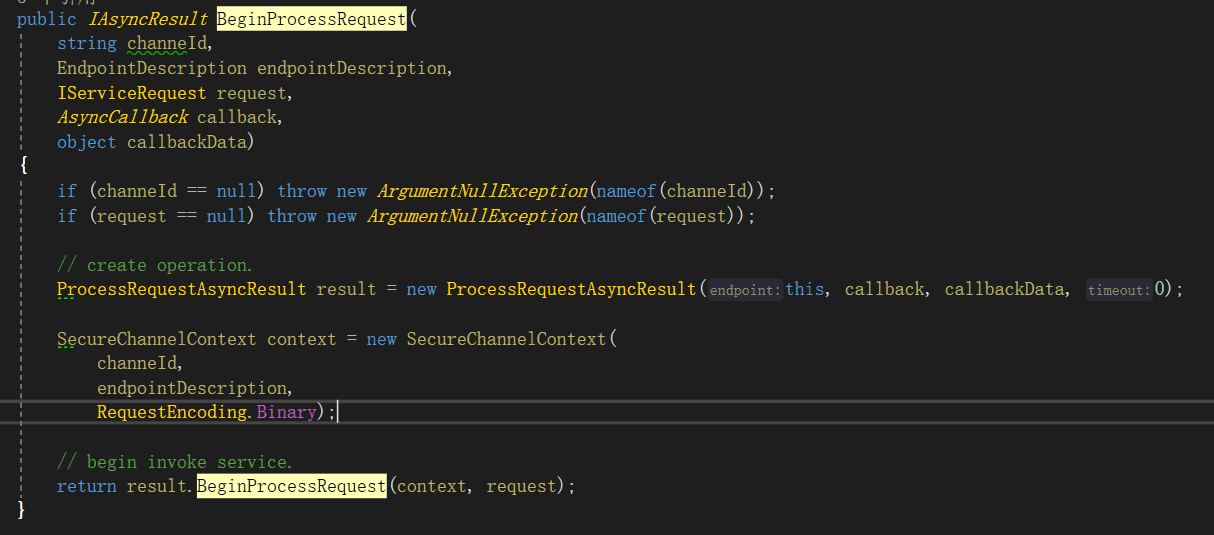 public IAsyncResult BeginProcessRequest(
string channeId,
EndpointDescription endpointDescription,
IServiceRequest request,
AsyncCallback callback,
object callbackData)
{
if (channeId == null) throw new ArgumentNullException(nameof(channeId));
if (request == null) throw new ArgumentNullException(nameof(request));
// create operation.
ProcessRequestAsyncResult result = new ProcessRequestAsyncResult(endpoint: this, callback, callbackData, timeout: 0);
SecureChannelContext context = new SecureChannelContext(
channeId,
endpointDescription,
RequestEncoding.Binary);
// begin invoke service.
return result.BeginProcessRequest(context, request);
}